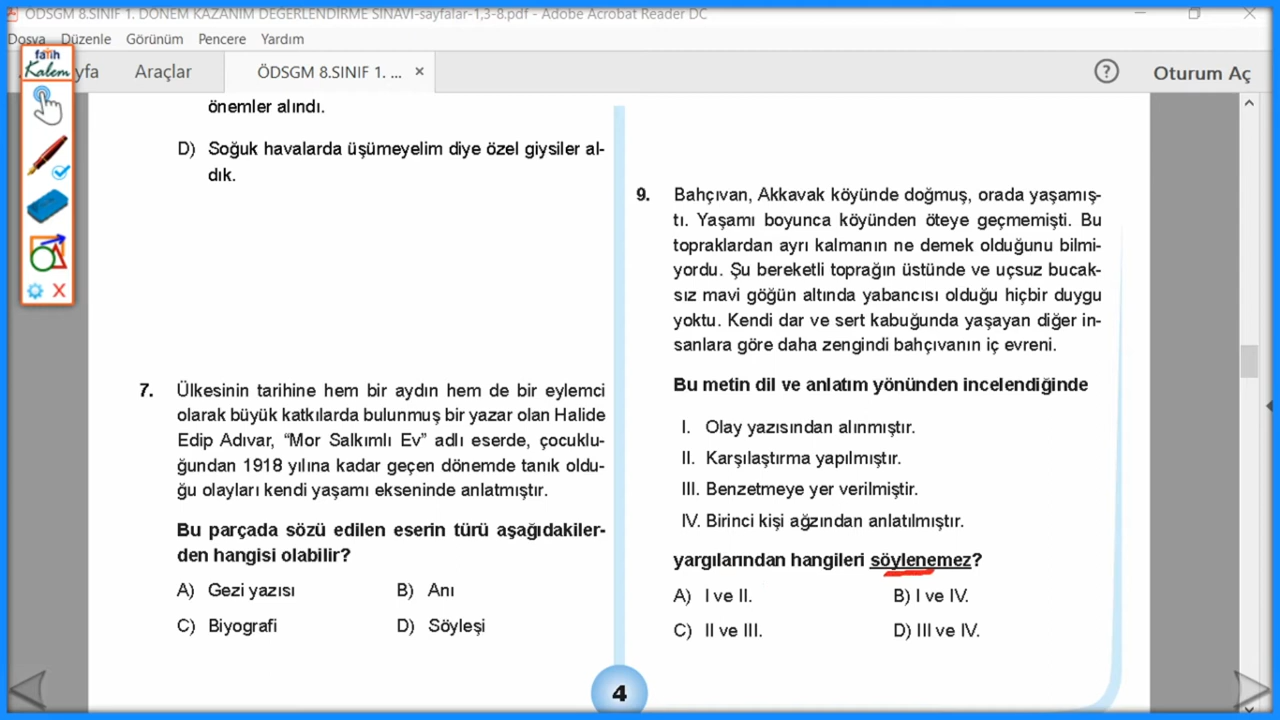 ÖDSGM 8.SINIF 1. DÖNEM KAZANIM DEĞERLENDİRME SINAVI-sayfalar-1,3-8.pdf - Adobe Acrobat Reader DC
Dosya Düzenle Görünüm Pencere Yardım
fatih
Kalem
yfa Araçlar ÖDSGM 8.SINIF 1. ... × ? Oturum Aç
önemler alındı.
D) Soğuk havalarda üşümeyelim diye özel giysiler al-
dık.
7. Ülkesinin tarihine hem bir aydın hem de bir eylemci
olarak büyük katkılarda bulunmuş bir yazar olan Halide
Edip Adıvar, “Mor Salkımlı Ev” adlı eserde, çocuklu-
ğundan 1918 yılına kadar geçen dönemde tanık oldu-
ğu olayları kendi yaşamı ekseninde anlatmıştır.
Bu parçada sözü edilen eserin türü aşağıdakiler-
den hangisi olabilir?
A) Gezi yazısı B) Anı
C) Biyografi D) Söyleşi
9. Bahçıvan, Akkavak köyünde doğmuş, orada yaşamış-
tı. Yaşamı boyunca köyünden öteye geçmemişti. Bu
topraklardan ayrı kalmanın ne demek olduğunu bilmi-
yordu. Şu bereketli toprağın üstünde ve uçsuz bucak-
sız mavi göğün altında yabancısı olduğu hiçbir duygu
yoktu. Kendi dar ve sert kabuğunda yaşayan diğer in-
sanlara göre daha zengindi bahçıvanın iç evreni.
Bu metin dil ve anlatım yönünden incelendiğinde
I. Olay yazısından alınmıştır.
II. Karşılaştırma yapılmıştır.
III. Benzetmeye yer verilmiştir.
IV. Birinci kişi ağzından anlatılmıştır.
yargılarından hangileri söylenemez?
A) I ve II. B) I ve IV.
C) II ve III. D) III ve IV.
4